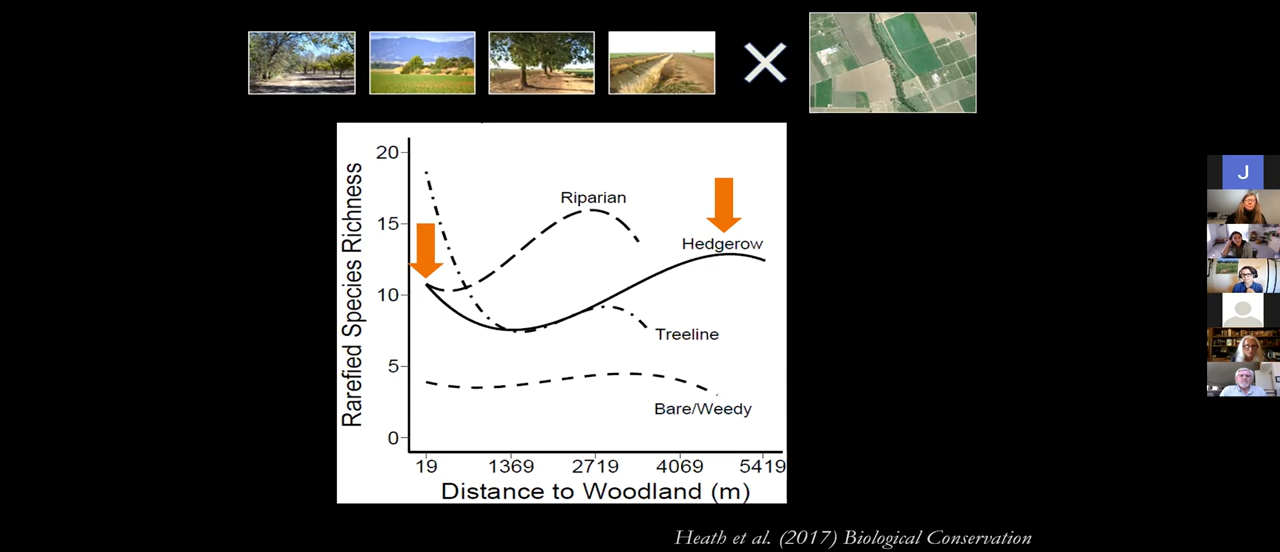 20
15
10
5
0
Rarefied Species Richness
Riparian
Hedgerow
Treeline
Bare/Weedy
19 1369 2719 4069 5419
Distance to Woodland (m)
Heath et al. (2017) Biological Conservation
J